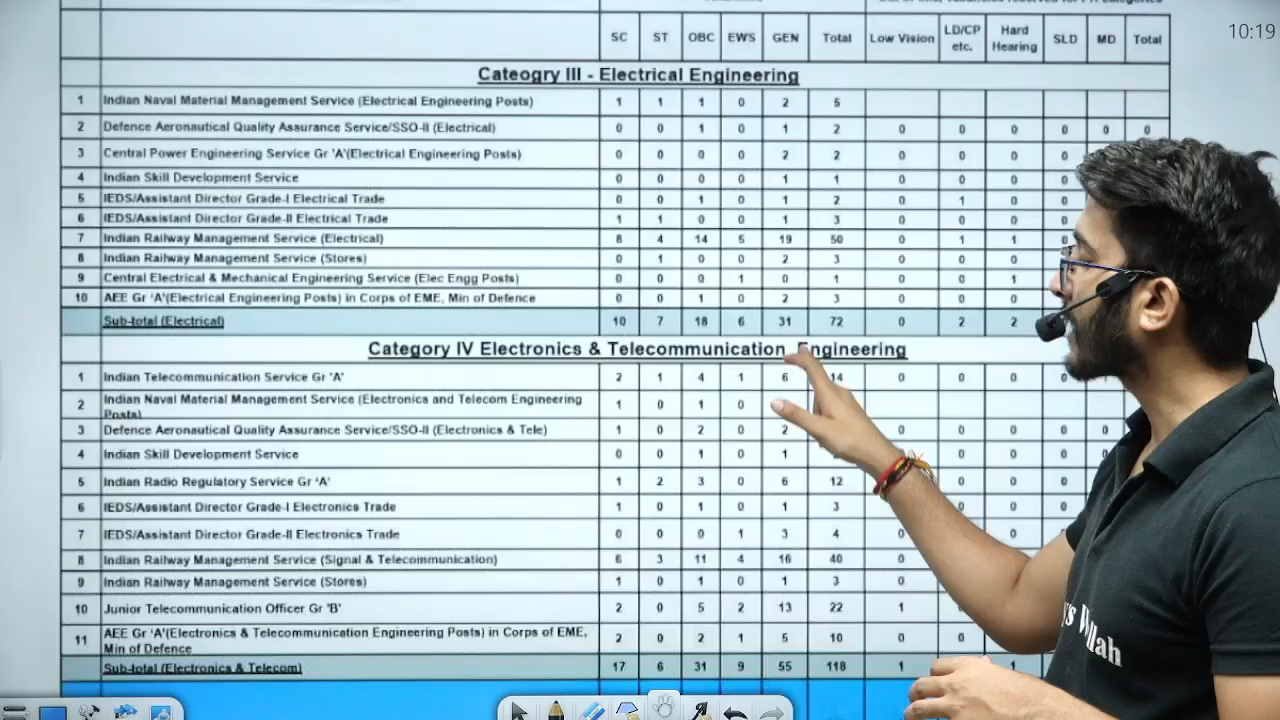 10:19
SC ST OBC EWS GEN Total Low Vision LD/CP etc. Hard Hearing SLD MD Total
Cateogry III - Electrical Engineering
1 Indian Naval Material Management Service (Electrical Engineering Posts) 1 1 1 0 2 5
2 Defence Aeronautical Quality Assurance Service/SSO-II (Electrical) 0 0 1 0 1 2 0 0 0 0 0 0
3 Central Power Engineering Service Gr 'A'(Electrical Engineering Posts) 0 0 0 0 2 2 0 0 0 0
4 Indian Skill Development Service 0 0 0 0 1 1 0 0 0 0
5 IEDS/Assistant Director Grade-I Electrical Trade 0 0 1 0 1 2 0 1 0 0
6 IEDS/Assistant Director Grade-II Electrical Trade 1 1 0 0 1 3 0 0 0 0
7 Indian Railway Management Service (Electrical) 8 4 14 5 19 50 0 1 1 0
8 Indian Railway Management Service (Stores) 0 1 0 0 2 3 0 0 0
9 Central Electrical & Mechanical Engineering Service (Elec Engg Posts) 0 0 0 1 0 1 0 0 1
10 AEE Gr 'A'(Electrical Engineering Posts) in Corps of EME, Min of Defence 0 0 1 0 2 3 0 0 0
Sub-total (Electrical) 10 7 18 6 31 72 0 2 2
Category IV Electronics & Telecommunication Engineering
1 Indian Telecommunication Service Gr 'A' 2 1 4 1 6 14 0 0 0 0
2 Indian Naval Material Management Service (Electronics and Telecom Engineering
Posts) 1 0 1 0 0 0 0 0
3 Defence Aeronautical Quality Assurance Service/SSO-II (Electronics & Tele) 1 0 2 0 2 0 0 0 0 0
4 Indian Skill Development Service 0 0 1 0 1 0 0 0 0
5 Indian Radio Regulatory Service Gr 'A' 1 2 3 0 6 12 0 0 0
6 IEDS/Assistant Director Grade-I Electronics Trade 1 0 1 0 1 3 0 0 0
7 IEDS/Assistant Director Grade-II Electronics Trade 0 0 0 1 3 4 0 0 0
8 Indian Railway Management Service (Signal & Telecommunication) 6 3 11 4 16 40 0
9 Indian Railway Management Service (Stores) 1 0 1 0 1 3 0
10 Junior Telecommunication Officer Gr 'B' 2 0 5 2 13 22 1 0
11 AEE Gr 'A'(Electronics & Telecommunication Engineering Posts) in Corps of EME,
Min of Defence 2 0 2 1 5 10 0 0
Sub-total (Electronics & Telecom) 17 6 31 9 55 118 1 1